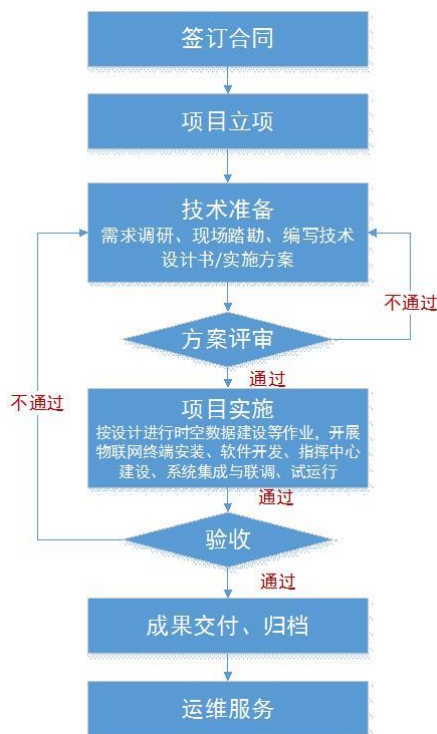 签订合同
项目立项
技术准备
需求调研、现场踏勘、编写技术
设计书/实施方案
不通过
方案评审
通过
不通过
项目实施
按设计进行时空数据建设等作业，开展
物联网终端安装、软件开发、指挥中心
建设、系统集成与联调、试运行
通过
验收
通过
成果交付、归档
运维服务